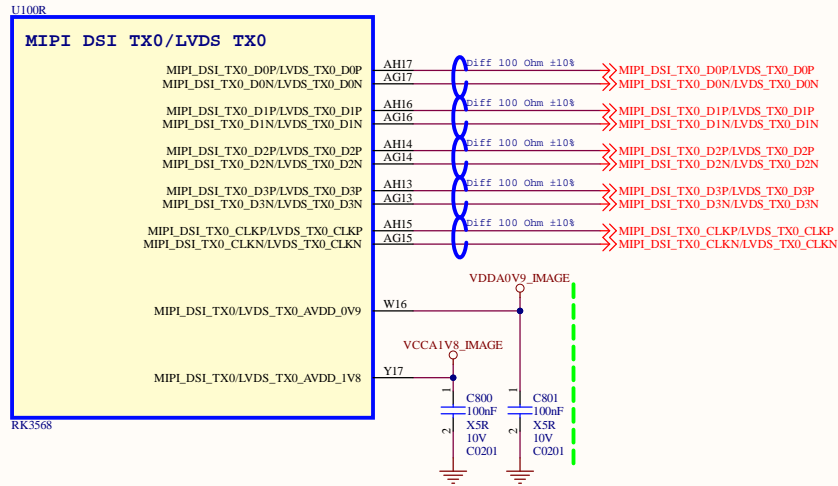 U100R
MIPI DSI TX0/LVDS TX0
MIPI_DSI_TX0_D0P/LVDS_TX0_D0P AH17 Diff 100 Ohm ±10% MIPI_DSI_TX0_D0P/LVDS_TX0_D0P
MIPI_DSI_TX0_D0N/LVDS_TX0_D0N AG17 MIPI_DSI_TX0_D0N/LVDS_TX0_D0N
MIPI_DSI_TX0_D1P/LVDS_TX0_D1P AH16 Diff 100 Ohm ±10% MIPI_DSI_TX0_D1P/LVDS_TX0_D1P
MIPI_DSI_TX0_D1N/LVDS_TX0_D1N AG16 MIPI_DSI_TX0_D1N/LVDS_TX0_D1N
MIPI_DSI_TX0_D2P/LVDS_TX0_D2P AH14 Diff 100 Ohm ±10% MIPI_DSI_TX0_D2P/LVDS_TX0_D2P
MIPI_DSI_TX0_D2N/LVDS_TX0_D2N AG14 MIPI_DSI_TX0_D2N/LVDS_TX0_D2N
MIPI_DSI_TX0_D3P/LVDS_TX0_D3P AH13 Diff 100 Ohm ±10% MIPI_DSI_TX0_D3P/LVDS_TX0_D3P
MIPI_DSI_TX0_D3N/LVDS_TX0_D3N AG13 MIPI_DSI_TX0_D3N/LVDS_TX0_D3N
MIPI_DSI_TX0_CLKP/LVDS_TX0_CLKP AH15 Diff 100 Ohm ±10% MIPI_DSI_TX0_CLKP/LVDS_TX0_CLKP
MIPI_DSI_TX0_CLKN/LVDS_TX0_CLKN AG15 MIPI_DSI_TX0_CLKN/LVDS_TX0_CLKN
VDDA0V9_IMAGE
MIPI_DSI_TX0/LVDS_TX0_AVDD_0V9 W16
VCCA1V8_IMAGE
MIPI_DSI_TX0/LVDS_TX0_AVDD_1V8 Y17
1 C800 1 C801
100nF 100nF
X5R X5R
2 10V 2 10V
C0201 C0201
RK3568